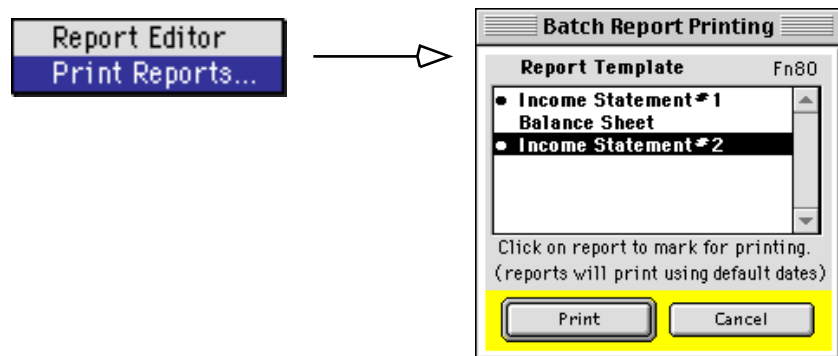 Report Editor
Print Reports...
Batch Report Printing
Report Template Fn80
• Income Statement#1
Balance Sheet
• Income Statement#2
Click on report to mark for printing.
(reports will print using default dates)
Print Cancel